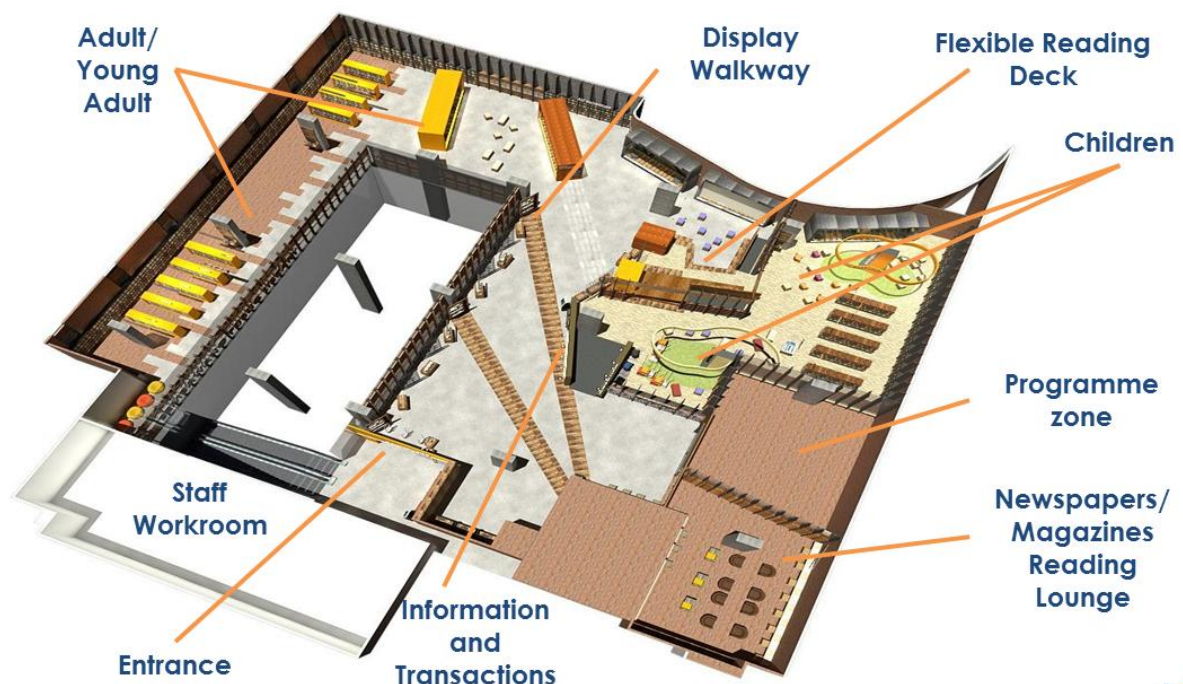 Adult/
Young
Adult
Display
Walkway
Flexible Reading
Deck
Children
Programme
zone
Newspapers/
Magazines
Reading
Lounge
Staff
Workroom
Entrance
Information
and
Transactions